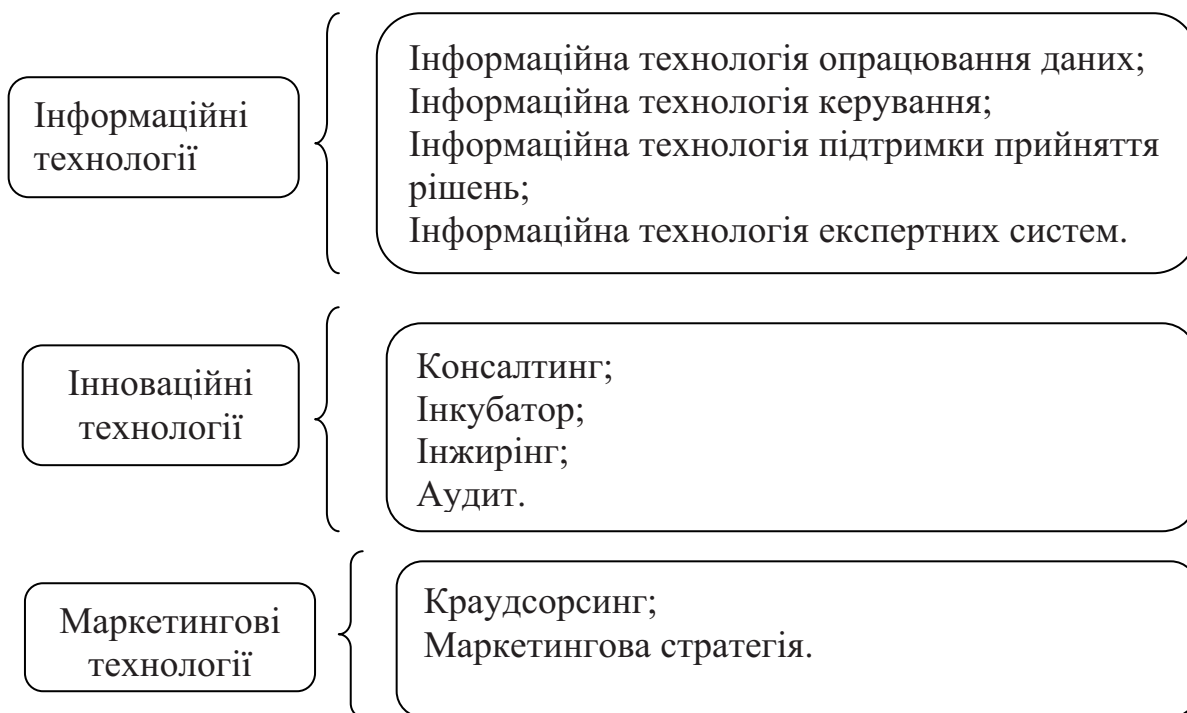 Інформаційні
технології
Інформаційна технологія опрацювання даних;
Інформаційна технологія керування;
Інформаційна технологія підтримки прийняття
рішень;
Інформаційна технологія експертних систем.
Інноваційні
технології
Консалтинг;
Інкубатор;
Інжирінг;
Аудит.
Маркетингові
технології
Краудсорсинг;
Маркетингова стратегія.